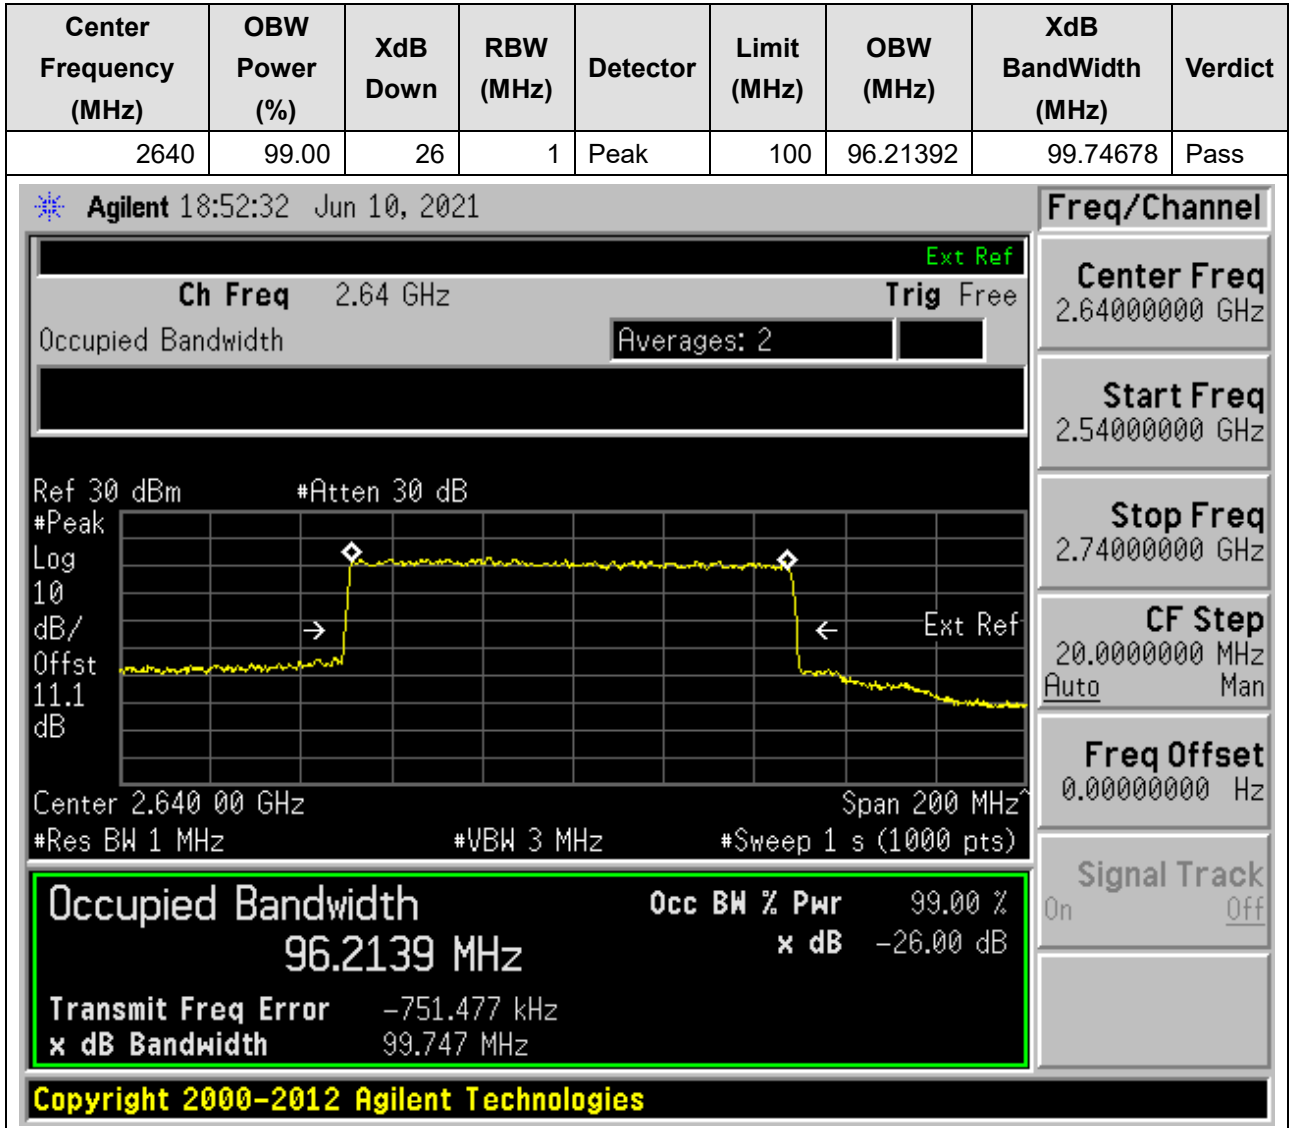 Center Frequency (MHz) OBW Power (%) XdB Down RBW (MHz) Detector Limit (MHz) OBW (MHz) XdB BandWidth (MHz) Verdict
2640 99.00 26 1 Peak 100 96.21392 99.74678 Pass
Agilent 18:52:32 Jun 10, 2021
Freq/Channel
Ext Ref
Ch Freq 2.64 GHz Trig Free
Occupied Bandwidth Averages: 2
Ref 30 dBm #Atten 30 dB
#Peak
Log
10
dB/
Offst
11.1
dB
Ext Ref
Center 2.640 00 GHz Span 200 MHz^
#Res BW 1 MHz #VBW 3 MHz #Sweep 1 s (1000 pts)
Occupied Bandwidth
96.2139 MHz
Occ BW % Pwr 99.00 %
x dB -26.00 dB
Transmit Freq Error -751.477 kHz
x dB Bandwidth 99.747 MHz
Copyright 2000-2012 Agilent Technologies
Center Freq
2.64000000 GHz
Start Freq
2.54000000 GHz
Stop Freq
2.74000000 GHz
CF Step
20.0000000 MHz
Auto Man
Freq Offset
0.00000000 Hz
Signal Track
On Off